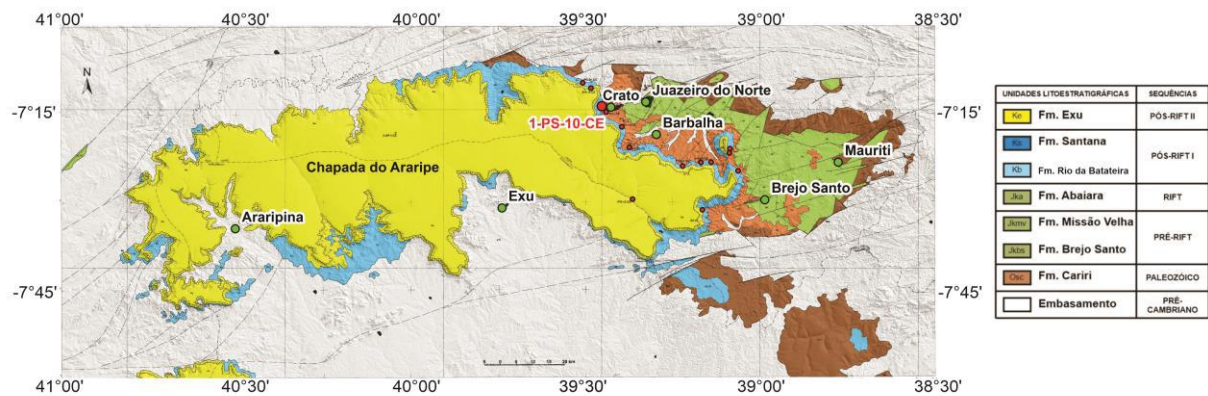 41°00' 40°30' 40°00' 39°30' 39°00' 38°30'
N
-7°15' -7°15'
Crato
Juazeiro do Norte
1-PS-10-CE
Barbalha
Mauriti
Chapada do Araripe
Brejo Santo
Exu
Araripina
-7°45' -7°45'
41°00' 40°30' 40°00' 39°30' 39°00' 38°30'
UNIDADES LITOESTRATIGRÁFICAS SEQUÊNCIAS
Ke Fm. Exu PÓS-RIFT II
Ks Fm. Santana
PÓS-RIFT I
Kb Fm. Rio da Batateira
Jka Fm. Abaiara RIFT
Jkmv Fm. Missão Velha
PRÉ-RIFT
Jkbs Fm. Brejo Santo
Osc Fm. Cariri PALEOZÓICO
Embasamento PRÉ-
CAMBRIANO